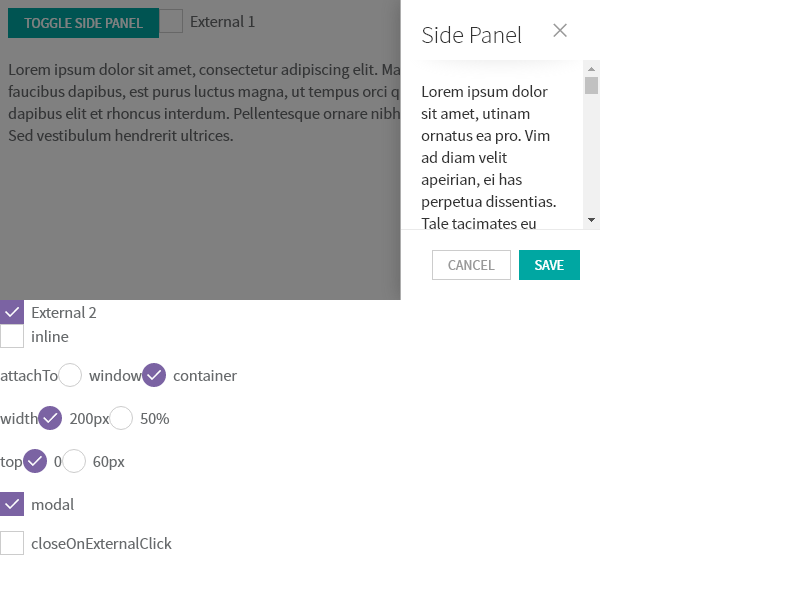 TOGGLE SIDE PANEL External 1
Lorem ipsum dolor sit amet, consectetur adipiscing elit. Ma
faucibus dapibus, est purus luctus magna, ut tempus orci q
dapibus elit et rhoncus interdum. Pellentesque ornare nibh
Sed vestibulum hendrerit ultrices.
Side Panel
Lorem ipsum dolor
sit amet, utinam
ornatus ea pro. Vim
ad diam velit
apeirian, ei has
perpetua dissentias.
Tale tacimates eu
CANCEL SAVE
External 2
inline
attachTo window container
width 200px 50%
top 0 60px
modal
closeOnExternalClick